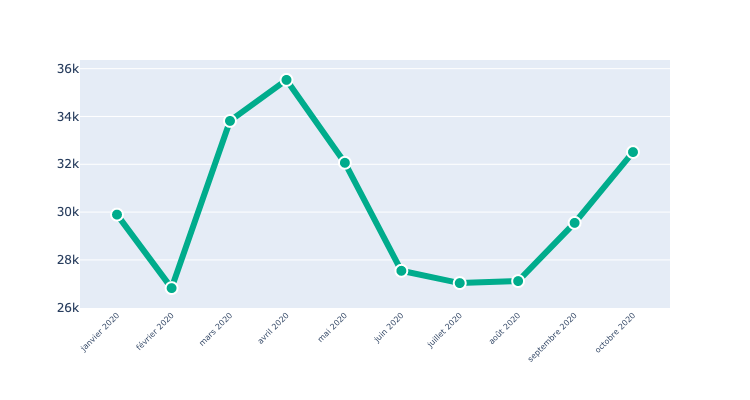 36k
34k
32k
30k
28k
26k
janvier 2020
février 2020
mars 2020
avril 2020
mai 2020
juin 2020
juillet 2020
août 2020
septembre 2020
octobre 2020